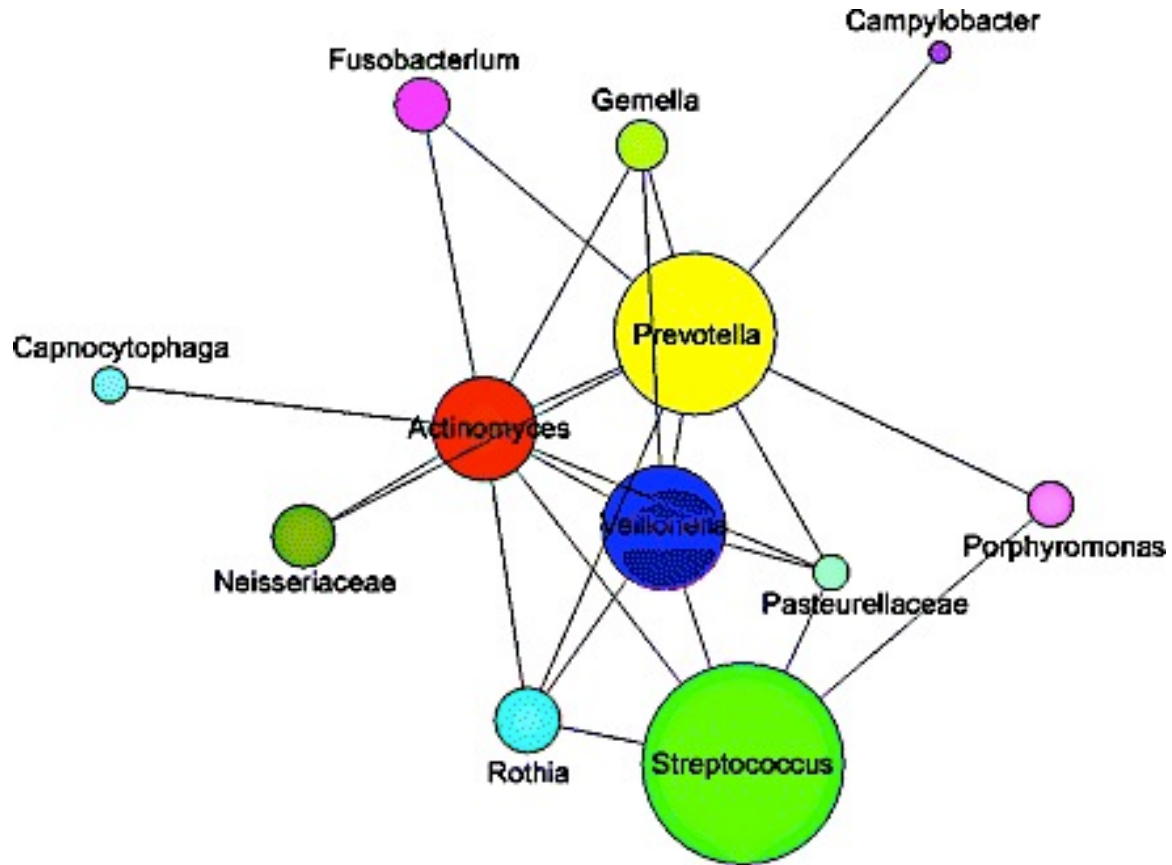 Campylobacter
Fusobacterium
Gemella
Prevotella
Capnocytophaga
Actinomyces
Veillonella
Porphyromonas
Neisseriaceae
Pasteurellaceae
Rothia
Streptococcus